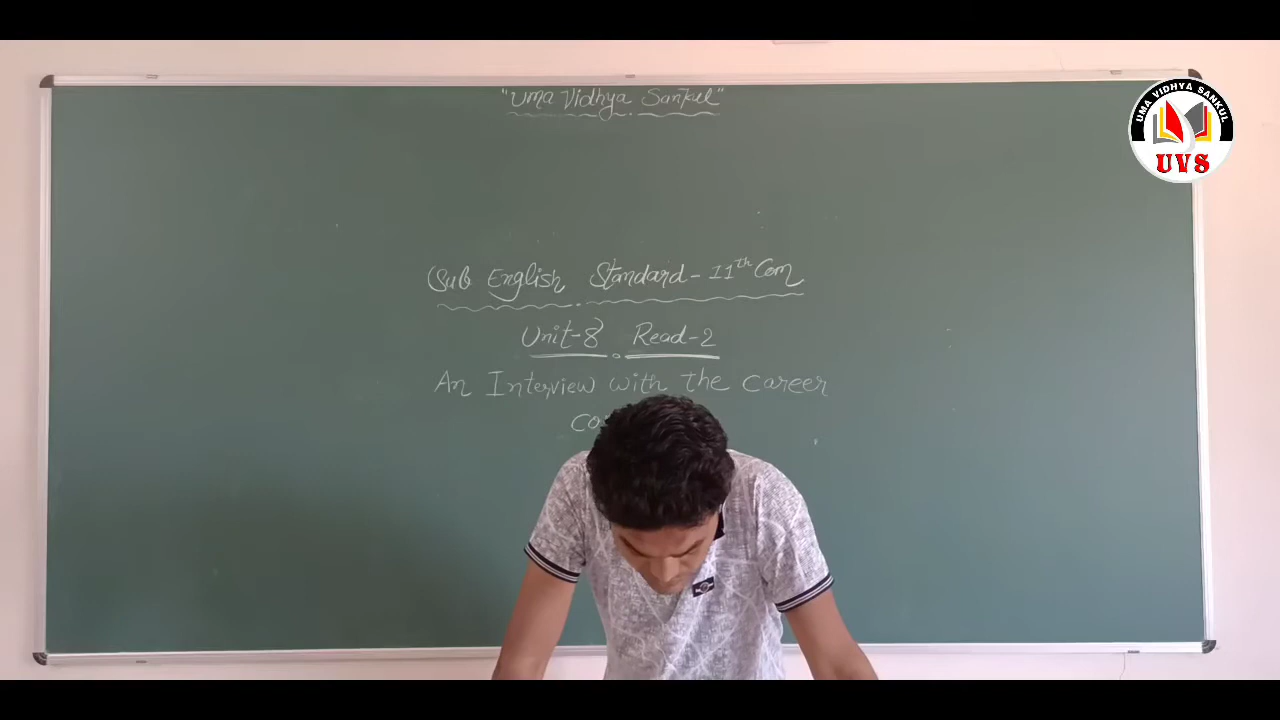 "Uma Vidhya Sankul"
UMA VIDHYA SANKUL
UVS
Sub English Standard - 11th Com
Unit-8 Read-2
An Interview with the career